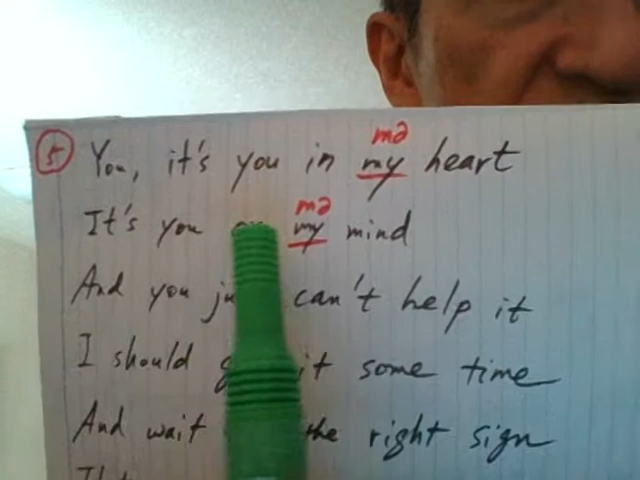 5 You, it's you in my heart
mə
It's you my mind
mə
And you can't help it
I should it some time
And wait the right sign